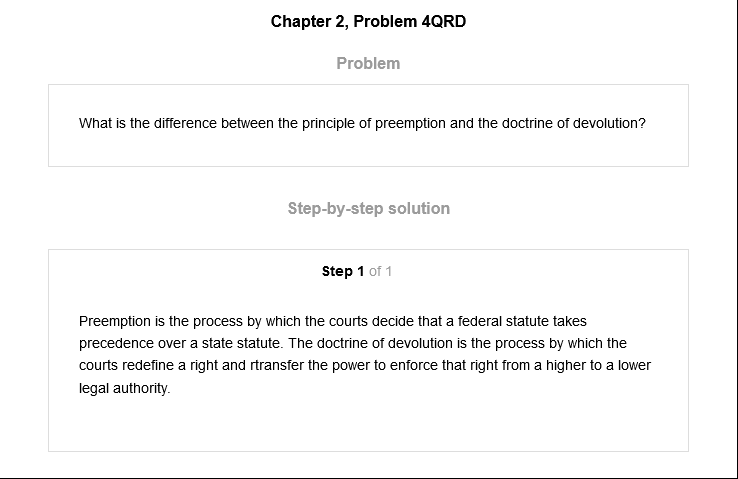 Chapter 2, Problem 4QRD
Problem
What is the difference between the principle of preemption and the doctrine of devolution?
Step-by-step solution
Step 1 of 1
Preemption is the process by which the courts decide that a federal statute takes
precedence over a state statute. The doctrine of devolution is the process by which the
courts redefine a right and rtransfer the power to enforce that right from a higher to a lower
legal authority.